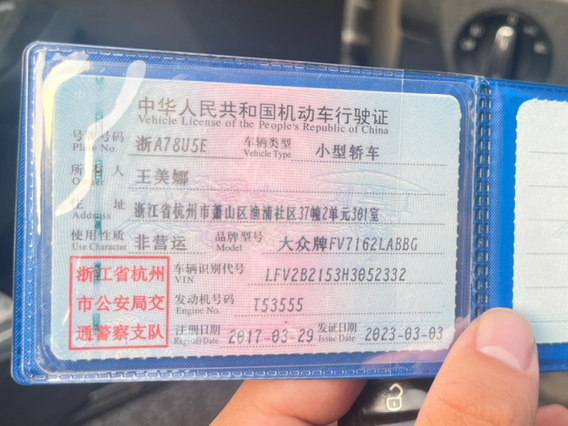 中华人民共和国机动车行驶证
Vehicle License of the People's Republic of China
号牌号码 浙A78U5E 车辆类型 小型轿车
Plate No. Vehicle Type
所有人 王美娜
Owner
住址 浙江省杭州市萧山区渔浦社区37幢2单元301室
Address
使用性质 非营运 品牌型号 大众牌FV7162LABBG
Use Character Model
浙江省杭州
市公安局交
通警察支队
车辆识别代号 LFV2B2153H3052332
VIN
发动机号码 T53555
Engine No.
注册日期 2017-03-29 发证日期 2023-03-03
Register Date Issue Date